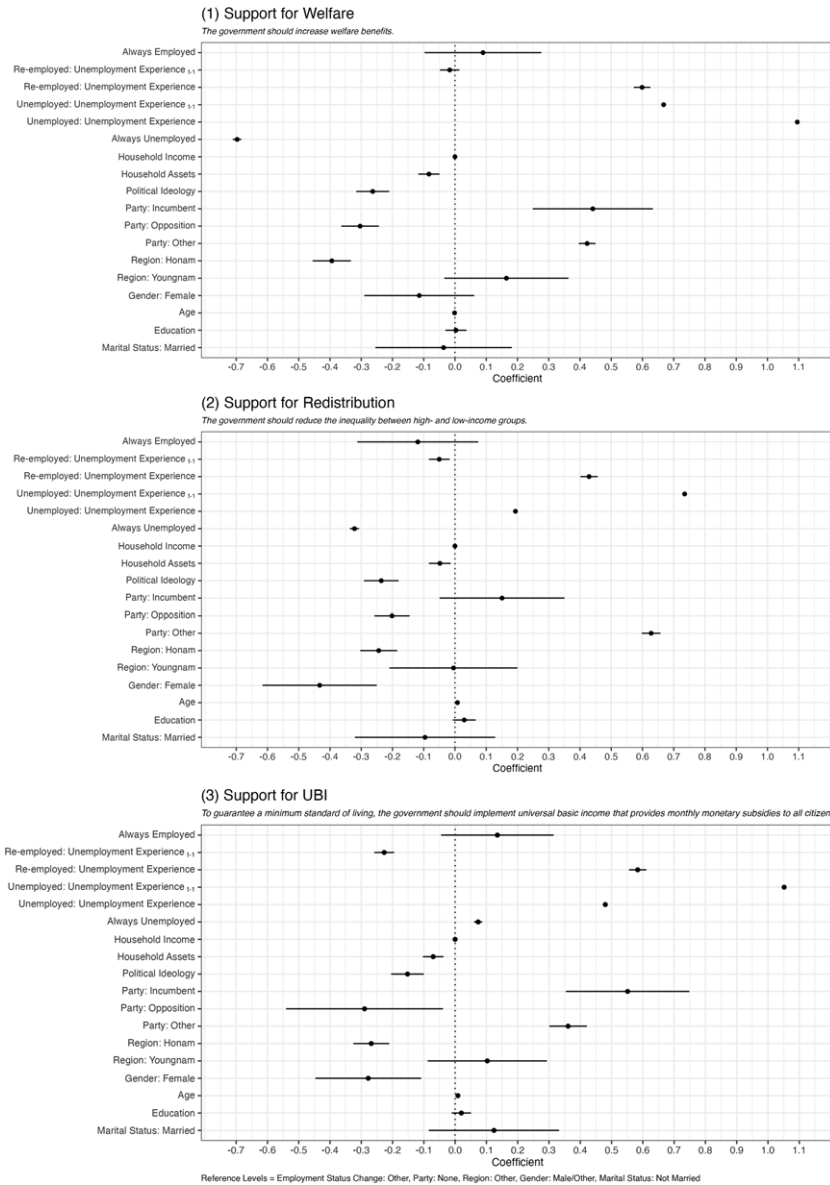 (1) Support for Welfare
The government should increase welfare benefits.
Always Employed
Re-employed: Unemployment Experience t-1
Re-employed: Unemployment Experience
Unemployed: Unemployment Experience t-1
Unemployed: Unemployment Experience
Always Unemployed
Household Income
Household Assets
Political Ideology
Party: Incumbent
Party: Opposition
Party: Other
Region: Honam
Region: Youngnam
Gender: Female
Age
Education
Marital Status: Married
-0.7 -0.6 -0.5 -0.4 -0.3 -0.2 -0.1 0.0 0.1 0.2 0.3 0.4 0.5 0.6 0.7 0.8 0.9 1.0 1.1
Coefficient
(2) Support for Redistribution
The government should reduce the inequality between high- and low-income groups.
Always Employed
Re-employed: Unemployment Experience t-1
Re-employed: Unemployment Experience
Unemployed: Unemployment Experience t-1
Unemployed: Unemployment Experience
Always Unemployed
Household Income
Household Assets
Political Ideology
Party: Incumbent
Party: Opposition
Party: Other
Region: Honam
Region: Youngnam
Gender: Female
Age
Education
Marital Status: Married
-0.7 -0.6 -0.5 -0.4 -0.3 -0.2 -0.1 0.0 0.1 0.2 0.3 0.4 0.5 0.6 0.7 0.8 0.9 1.0 1.1
Coefficient
(3) Support for UBI
To guarantee a minimum standard of living, the government should implement universal basic income that provides monthly monetary subsidies to all citizen
Always Employed
Re-employed: Unemployment Experience t-1
Re-employed: Unemployment Experience
Unemployed: Unemployment Experience t-1
Unemployed: Unemployment Experience
Always Unemployed
Household Income
Household Assets
Political Ideology
Party: Incumbent
Party: Opposition
Party: Other
Region: Honam
Region: Youngnam
Gender: Female
Age
Education
Marital Status: Married
-0.7 -0.6 -0.5 -0.4 -0.3 -0.2 -0.1 0.0 0.1 0.2 0.3 0.4 0.5 0.6 0.7 0.8 0.9 1.0 1.1
Coefficient
Reference Levels = Employment Status Change: Other, Party: None, Region: Other, Gender: Male/Other, Marital Status: Not Married